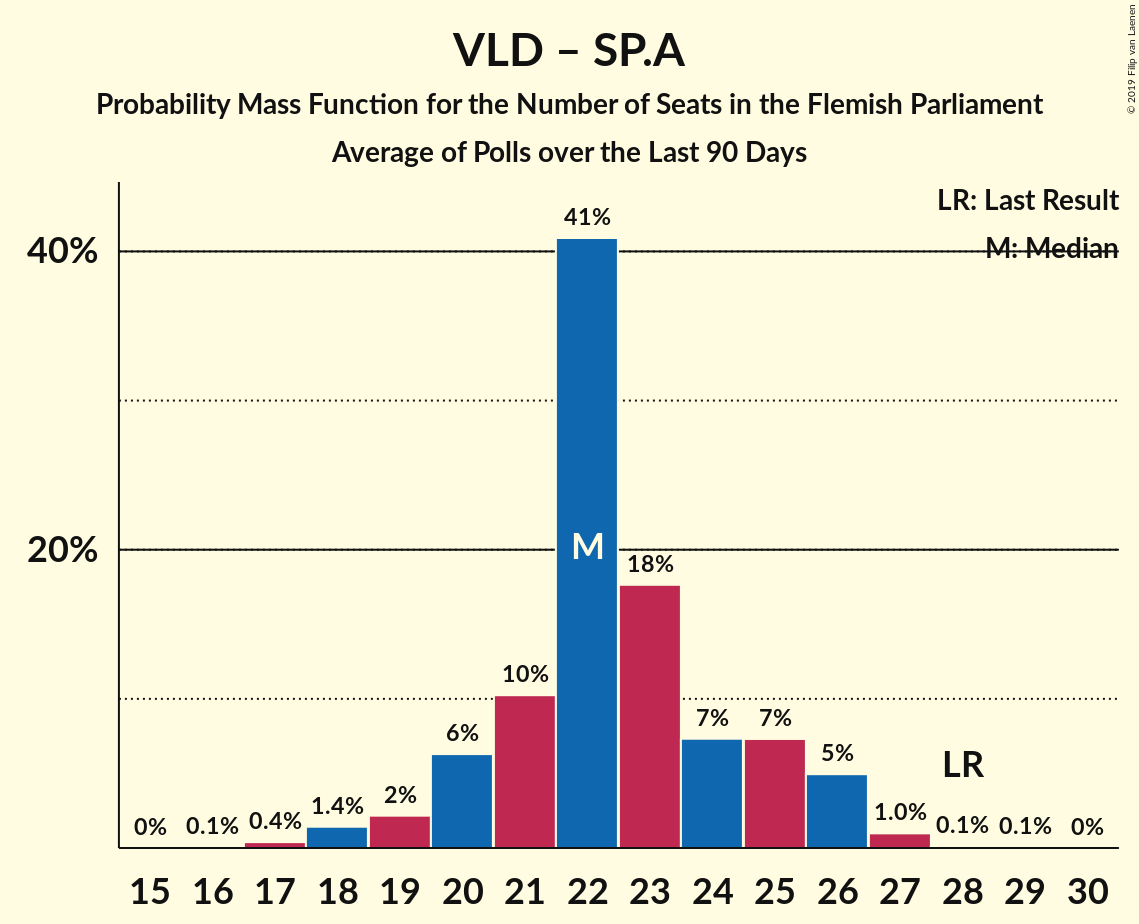 VLD – SP.A
Probability Mass Function for the Number of Seats in the Flemish Parliament
Average of Polls over the Last 90 Days
© 2019 Filip van Laenen
LR: Last Result
M: Median
40%
20%
0%
0.1%
0.4%
1.4%
2%
6%
10%
41%
M
18%
7%
7%
5%
1.0%
LR
0.1%
0.1%
0%
15 16 17 18 19 20 21 22 23 24 25 26 27 28 29 30